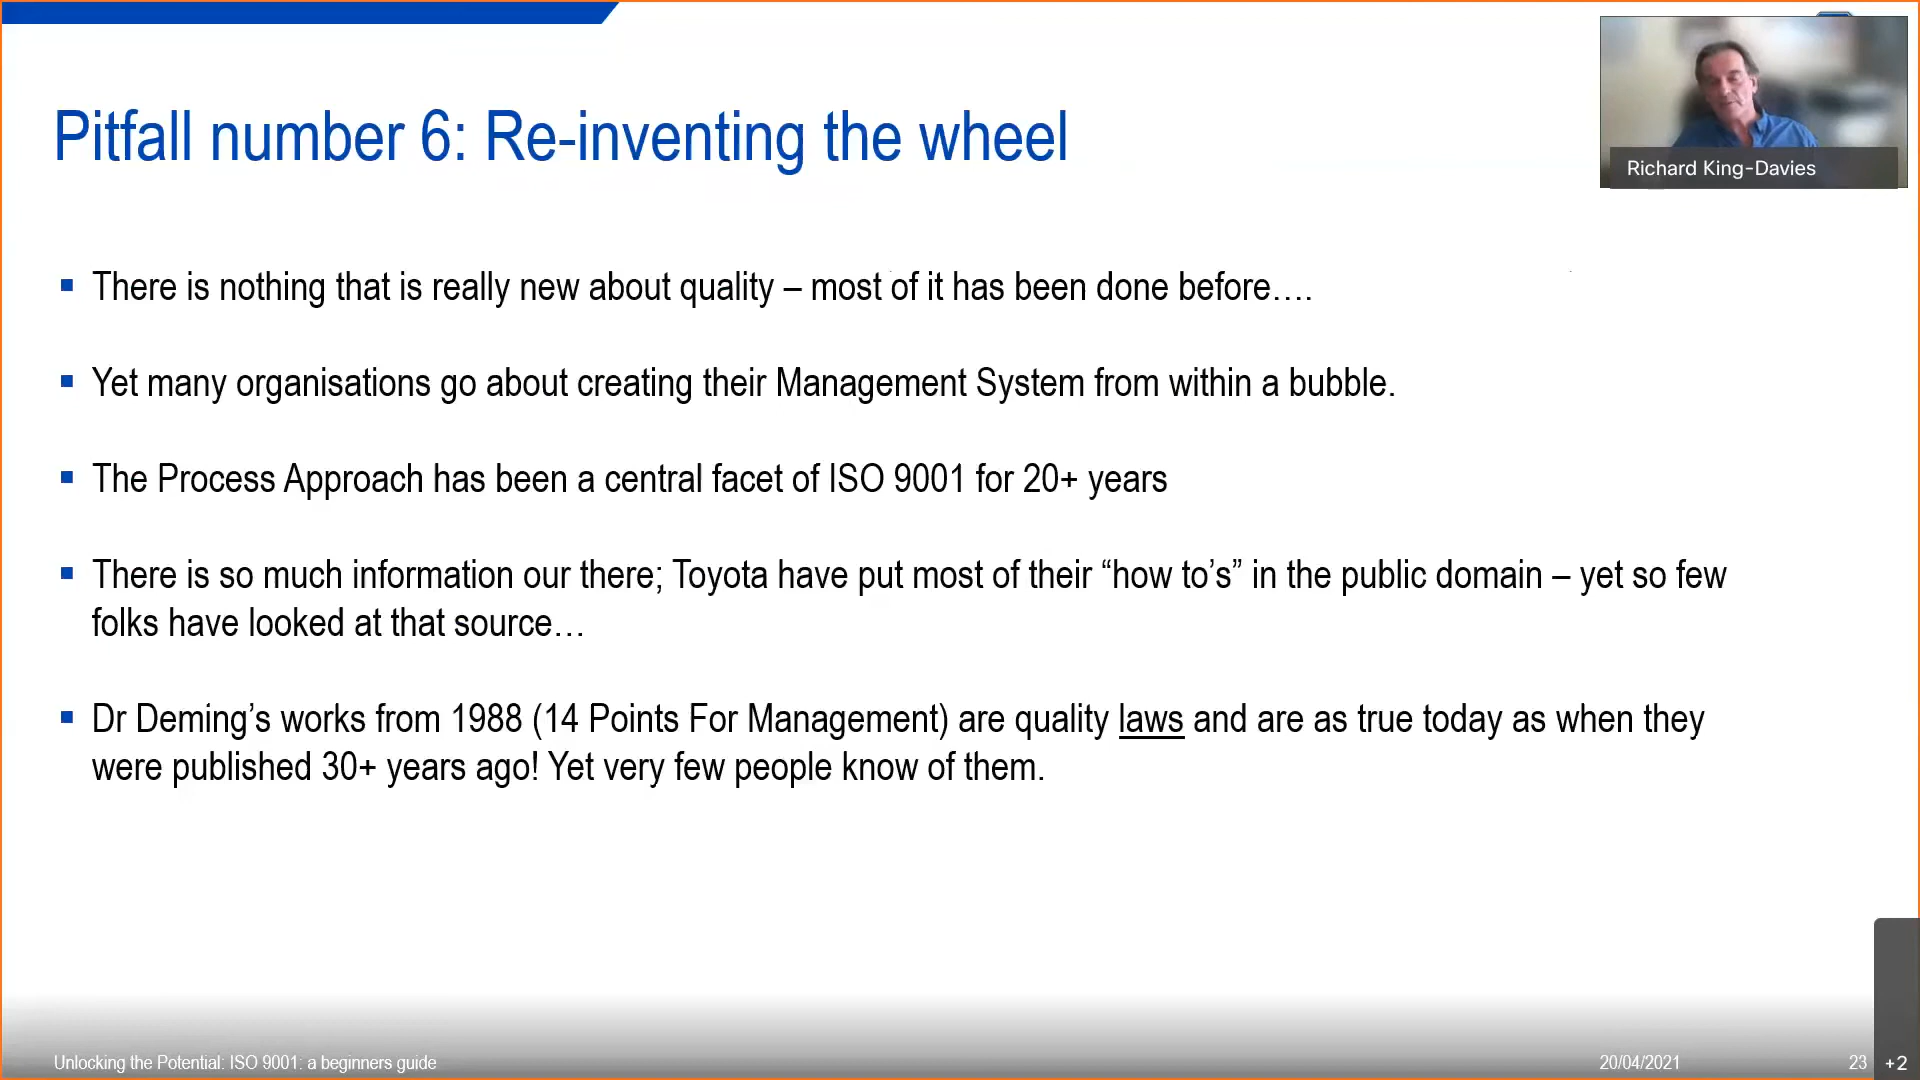 Pitfall number 6: Re-inventing the wheel
Richard King-Davies
▪ There is nothing that is really new about quality – most of it has been done before….
▪ Yet many organisations go about creating their Management System from within a bubble.
▪ The Process Approach has been a central facet of ISO 9001 for 20+ years
▪ There is so much information our there; Toyota have put most of their “how to’s” in the public domain – yet so few
folks have looked at that source…
▪ Dr Deming’s works from 1988 (14 Points For Management) are quality laws and are as true today as when they
were published 30+ years ago! Yet very few people know of them.
Unlocking the Potential: ISO 9001: a beginners guide
20/04/2021
23
+2